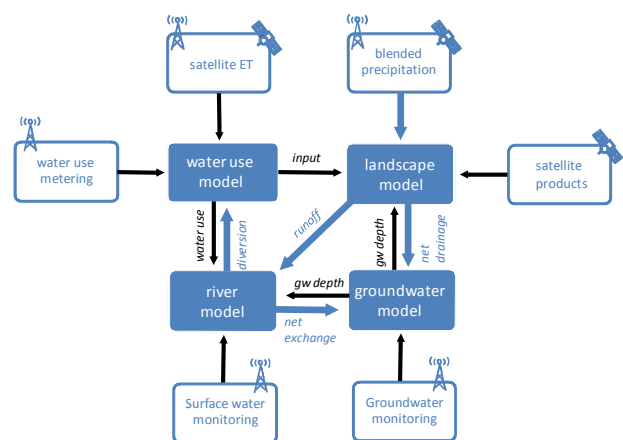 satellite ET
blended
precipitation
water use
metering
water use
model
input
landscape
model
satellite
products
water use
diversion
runoff
gw depth
net
drainage
river
model
gw depth
net
exchange
groundwater
model
Surface water
monitoring
Groundwater
monitoring